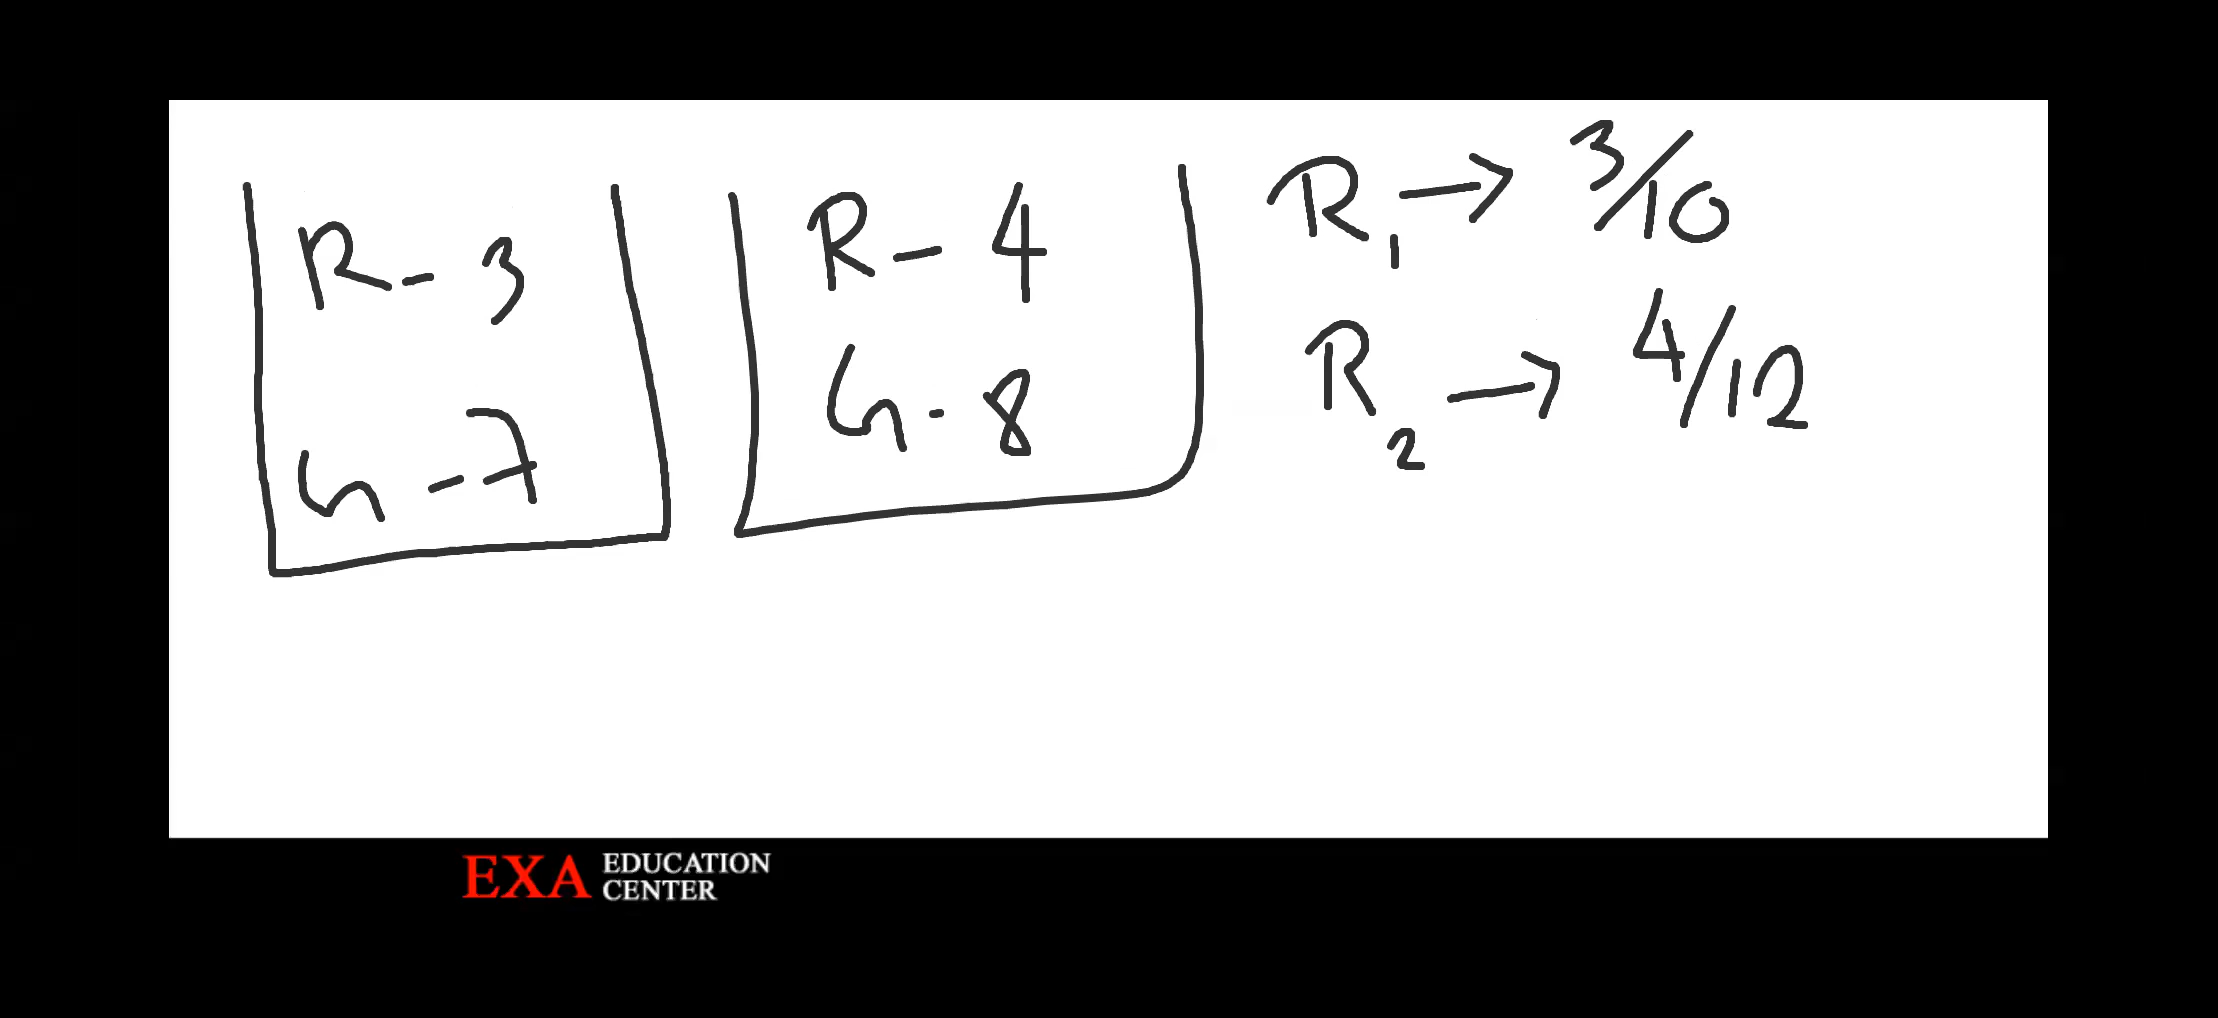 R - 3
G - 7
R - 4
G - 8
R₁ → 3/10
R₂ → 4/12
EXA EDUCATION
CENTER